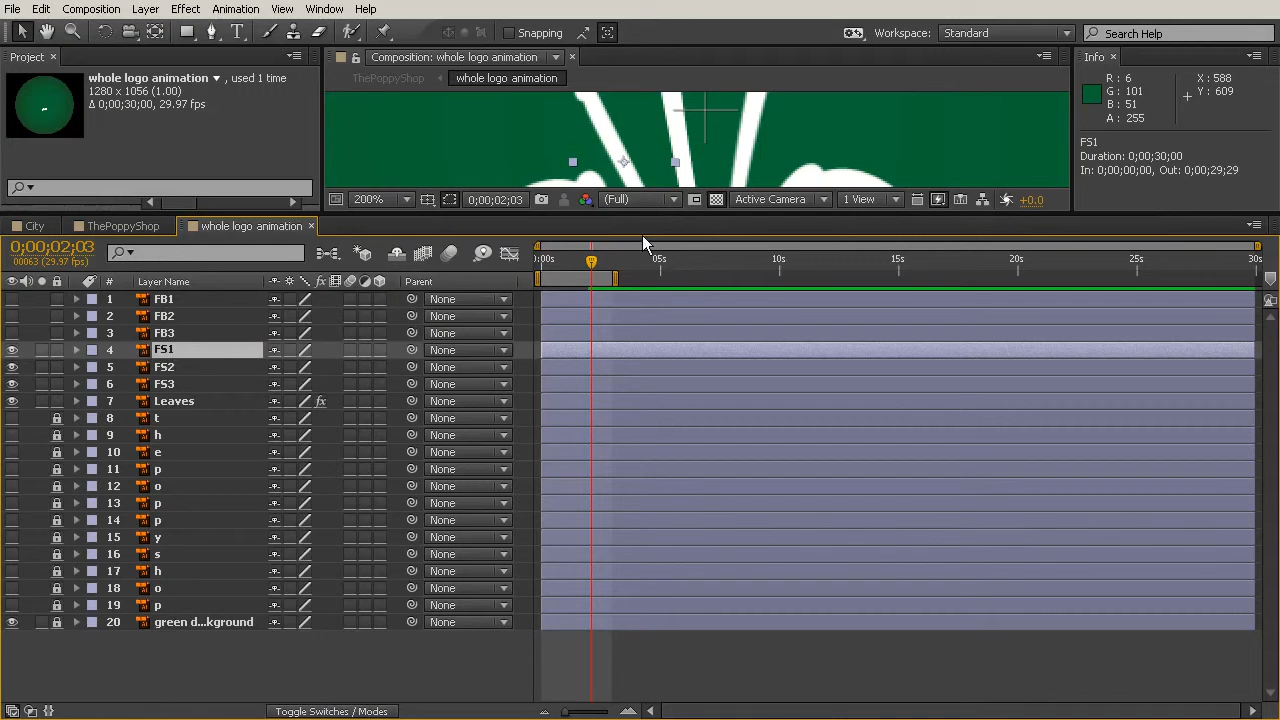 File Edit Composition Layer Effect Animation View Window Help
Snapping Workspace: Standard Search Help
Project Composition: whole logo animation Info
whole logo animation , used 1 time
1280 x 1056 (1.00)
Δ 0;00;30;00, 29.97 fps
ThePoppyShop whole logo animation
R : 6
G : 101
B : 51
A : 255
X : 588
Y : 609
FS1
Duration: 0;00;30;00
In: 0;00;00;00, Out: 0;00;29;29
200% 0;00;02;03 (Full) Active Camera 1 View +0.0
City ThePoppyShop whole logo animation
0;00;02;03
00063 (29.97 fps)
):00s 05s 10s 15s 20s 25s 30s
# Layer Name fx Parent
1 FB1 None
2 FB2 None
3 FB3 None
4 FS1 None
5 FS2 None
6 FS3 None
7 Leaves fx None
8 t None
9 h None
10 e None
11 p None
12 o None
13 p None
14 p None
15 y None
16 s None
17 h None
18 o None
19 p None
20 green d...kground None
Toggle Switches / Modes